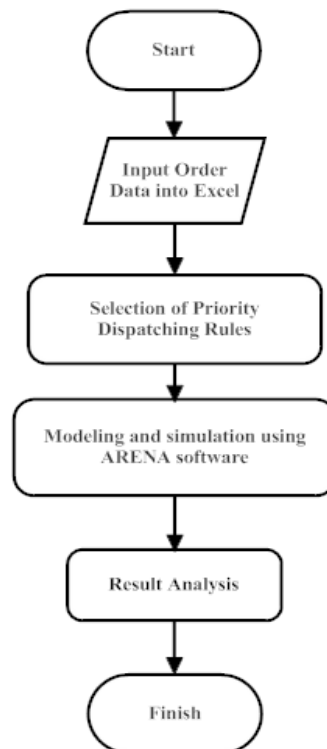 Start
Input Order
Data into Excel
Selection of Priority
Dispatching Rules
Modeling and simulation using
ARENA software
Result Analysis
Finish